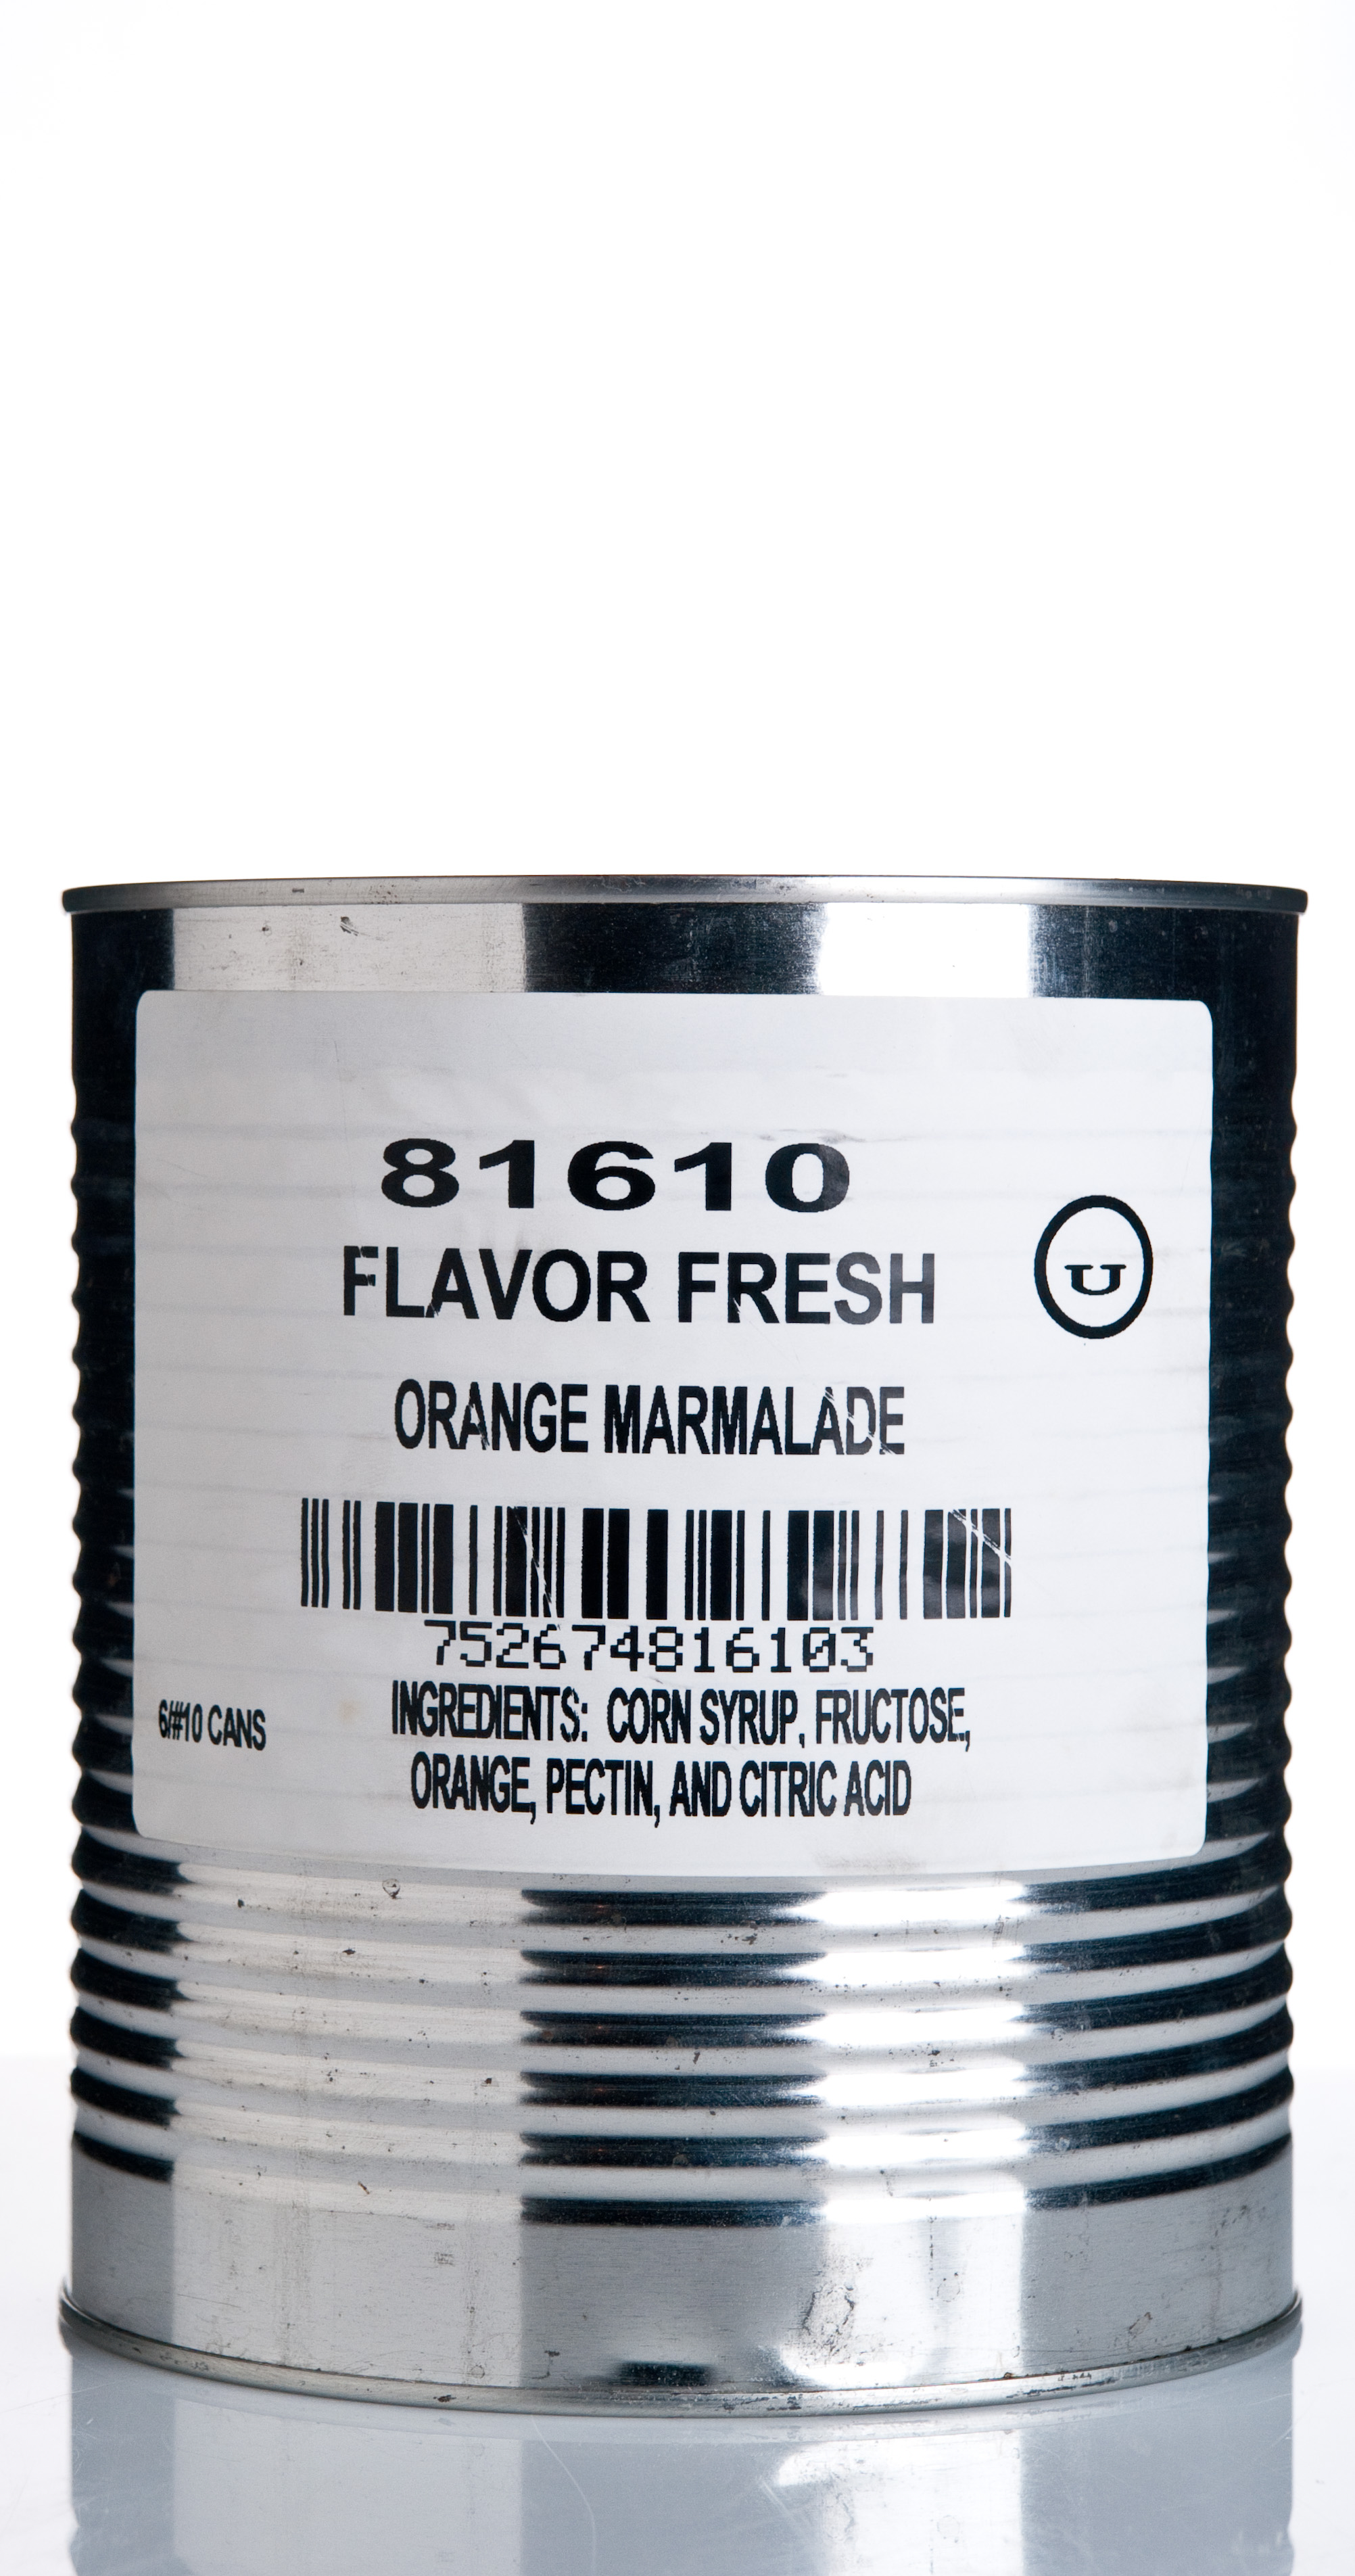 81610
FLAVOR FRESH
U
ORANGE MARMALADE
752674816103
6/#10 CANS
INGREDIENTS: CORN SYRUP, FRUCTOSE,
ORANGE, PECTIN, AND CITRIC ACID